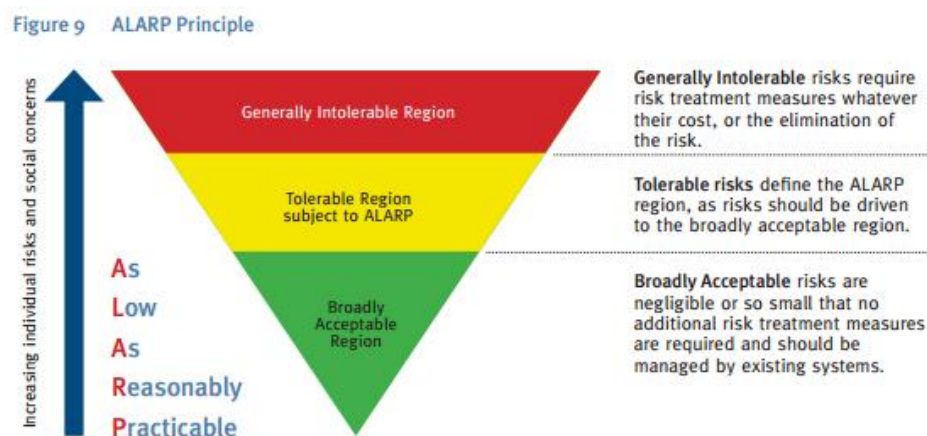 Figure 9 ALARP Principle
Increasing individual risks and social concerns
Generally Intolerable Region
Generally Intolerable risks require
risk treatment measures whatever
their cost, or the elimination of
the risk.
Tolerable Region
subject to ALARP
Tolerable risks define the ALARP
region, as risks should be driven
to the broadly acceptable region.
As
Low
As
Reasonably
Practicable
Broadly
Acceptable
Region
Broadly Acceptable risks are
negligible or so small that no
additional risk treatment measures
are required and should be
managed by existing systems.